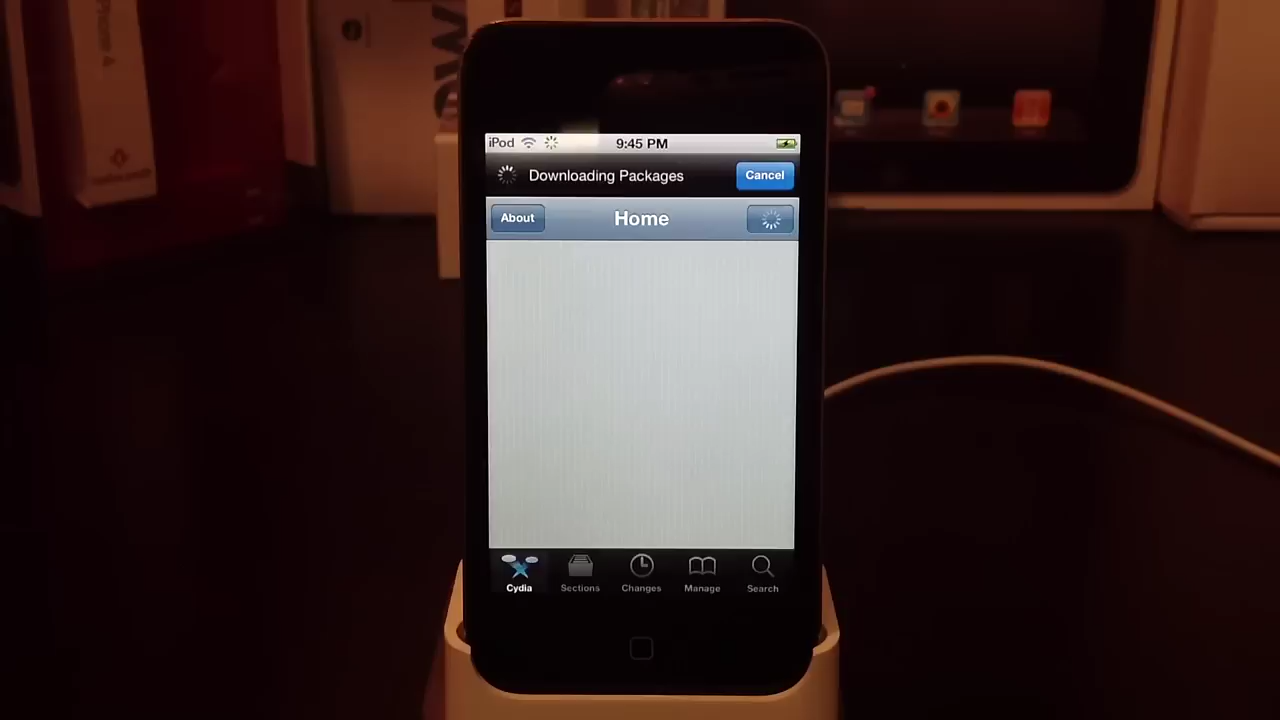 iPod
9:45 PM
Downloading Packages
Cancel
About
Home
Cydia
Sections
Changes
Manage
Search